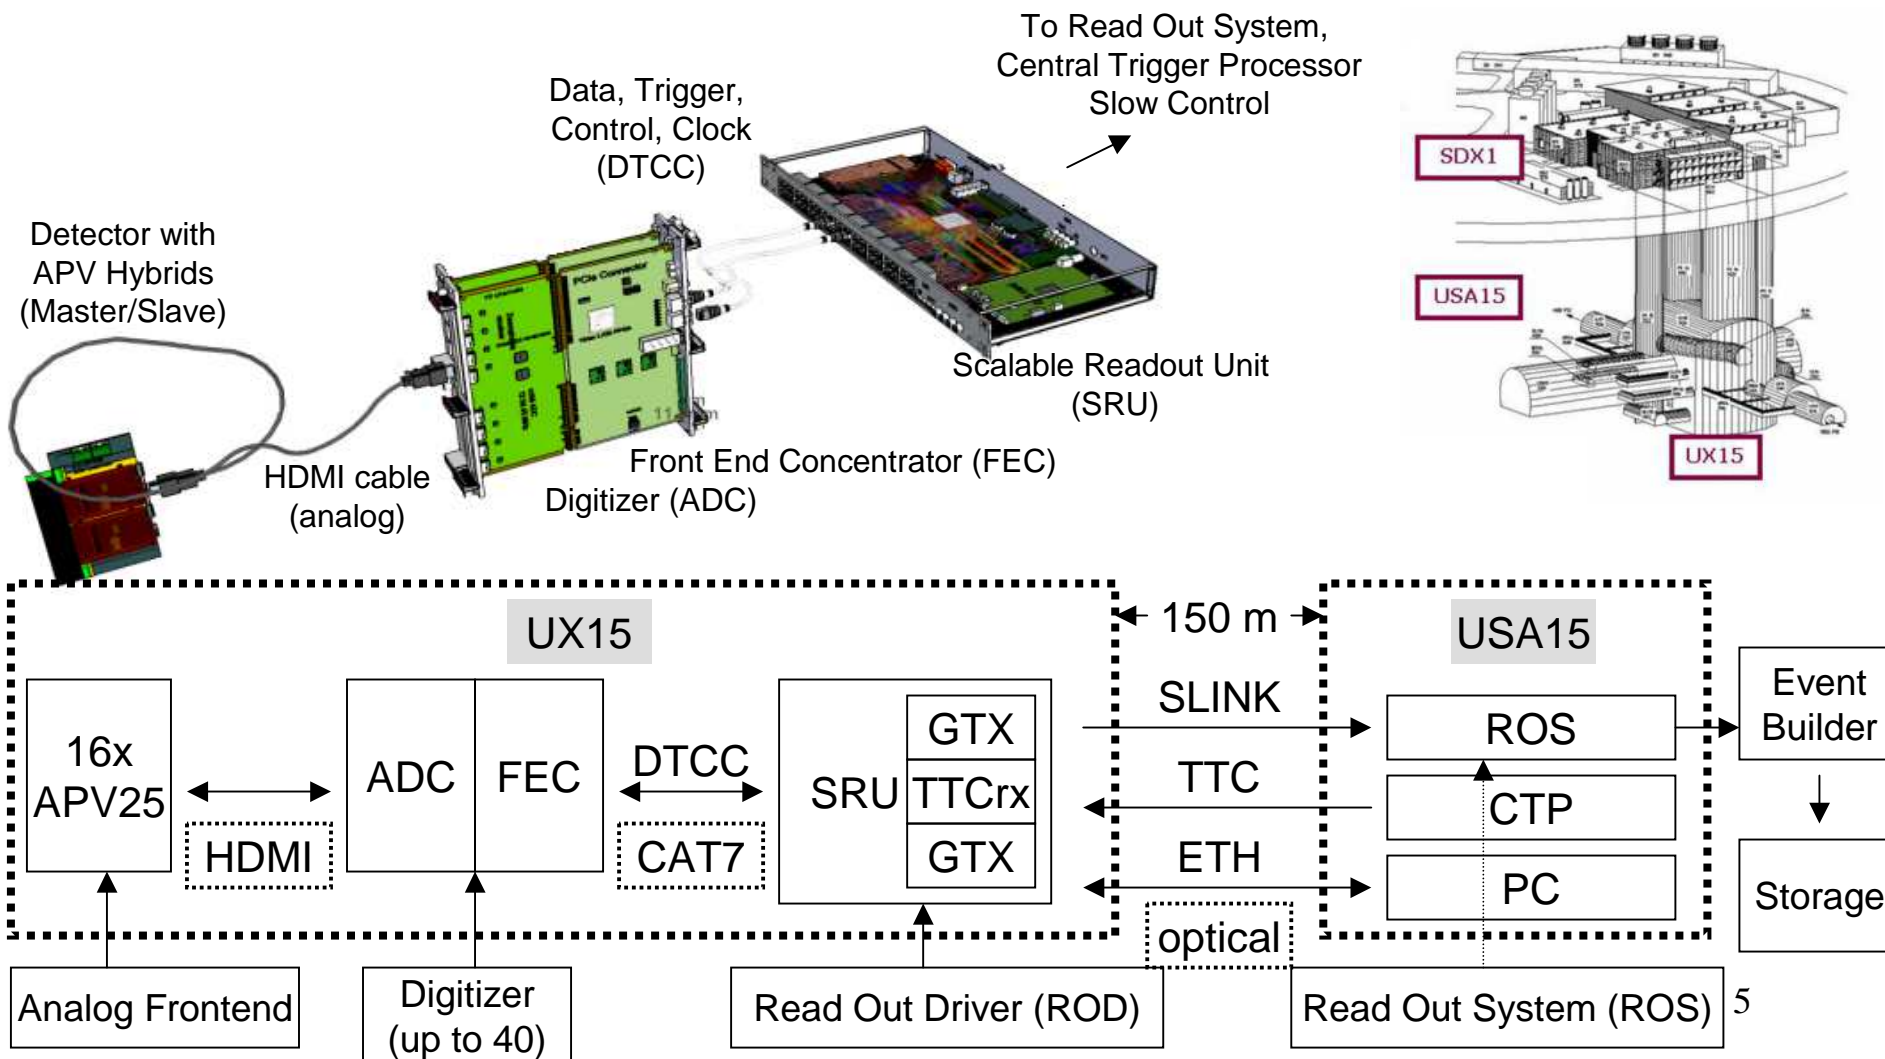 To Read Out System,
Central Trigger Processor
Slow Control
Data, Trigger,
Control, Clock
(DTCC)
SDX1
Detector with
APV Hybrids
(Master/Slave)
PCIe Connector
USA15
Scalable Readout Unit
(SRU)
UX15
Front End Concentrator (FEC)
HDMI cable
(analog)
Digitizer (ADC)
UX15
150 m
USA15
SLINK
Event
Builder
GTX
ROS
16x
APV25
ADC
FEC
DTCC
SRU
TTCrx
TTC
CTP
HDMI
CAT7
GTX
ETH
PC
Storage
optical
Analog Frontend
Digitizer
(up to 40)
Read Out Driver (ROD)
Read Out System (ROS)
5